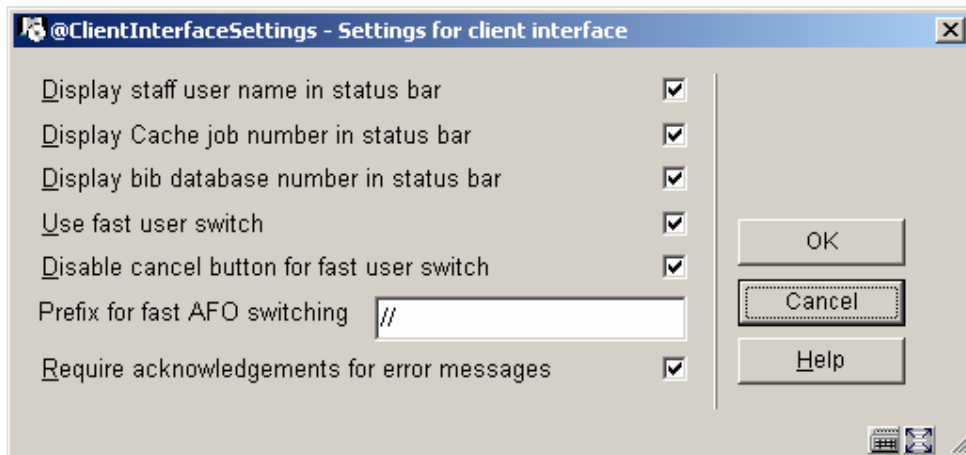 @ClientInterfaceSettings - Settings for client interface
Display staff user name in status bar
Display Cache job number in status bar
Display bib database number in status bar
Use fast user switch
Disable cancel button for fast user switch
Prefix for fast AFO switching //
Require acknowledgements for error messages
OK
Cancel
Help